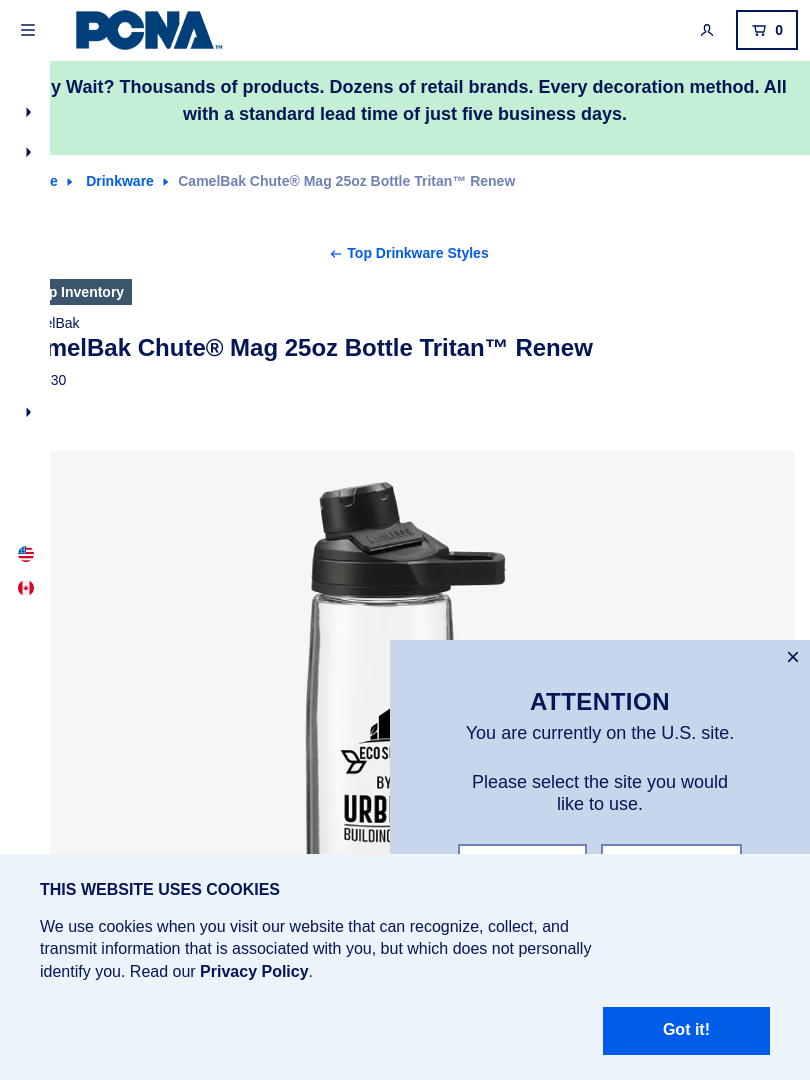 PCNA™
0
y Wait? Thousands of products. Dozens of retail brands. Every decoration method. All
with a standard lead time of just five business days.
e Drinkware CamelBak Chute® Mag 25oz Bottle Tritan™ Renew
Top Drinkware Styles
p Inventory
elBak
melBak Chute® Mag 25oz Bottle Tritan™ Renew
30
CAMELBAK
ECO
BY
URB
BUILDING
ATTENTION
You are currently on the U.S. site.
Please select the site you would
like to use.
THIS WEBSITE USES COOKIES
We use cookies when you visit our website that can recognize, collect, and
transmit information that is associated with you, but which does not personally
identify you. Read our Privacy Policy.
Got it!